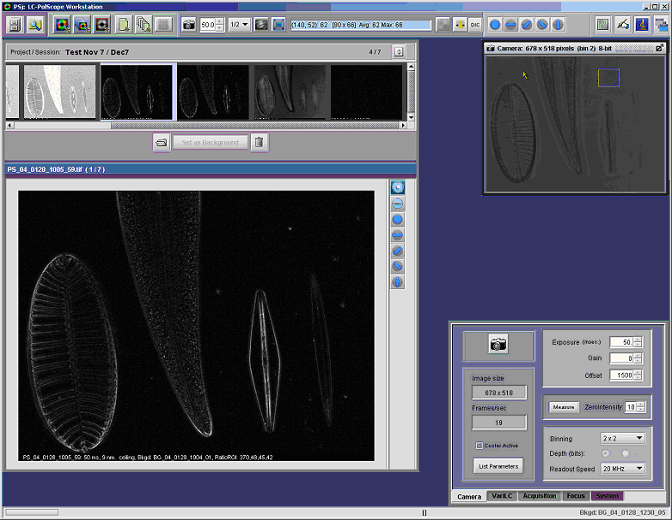 PSj: LC-PolScope Workstation
50.0
1/2
(140, 52): 62 [80 x 66] Avg: 62 Max: 66
DIC
Project / Session: Test Nov 7 / Dec7
4 / 7
Camera: 678 x 518 pixels (bin 2) 8-bit
Set as Background
PS_04_0128_1005_59.tif (1 / 7)
PS_04_0128_1005_59: 50 ms, 9 nm. ceiling, Bkgd: BG_04_0128_1004_01, RatioROI: 370,48,45,42
Exposure (msec.) 50
Gain 0
Offset 1500
Image size
678 x 518
Frames/sec
19
Measure ZeroIntensity 10
Cooler Active
List Parameters
Binning 2 x 2
Depth (bits):
Readout Speed 20 MHz
Camera VariLC Acquisition Focus System
Bkgd: BG_04_0128_1230_05